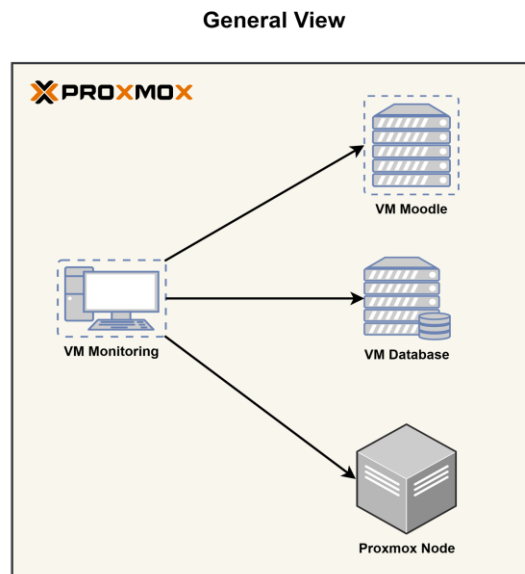 General View
PROXMOX
VM Moodle
VM Monitoring
VM Database
Proxmox Node